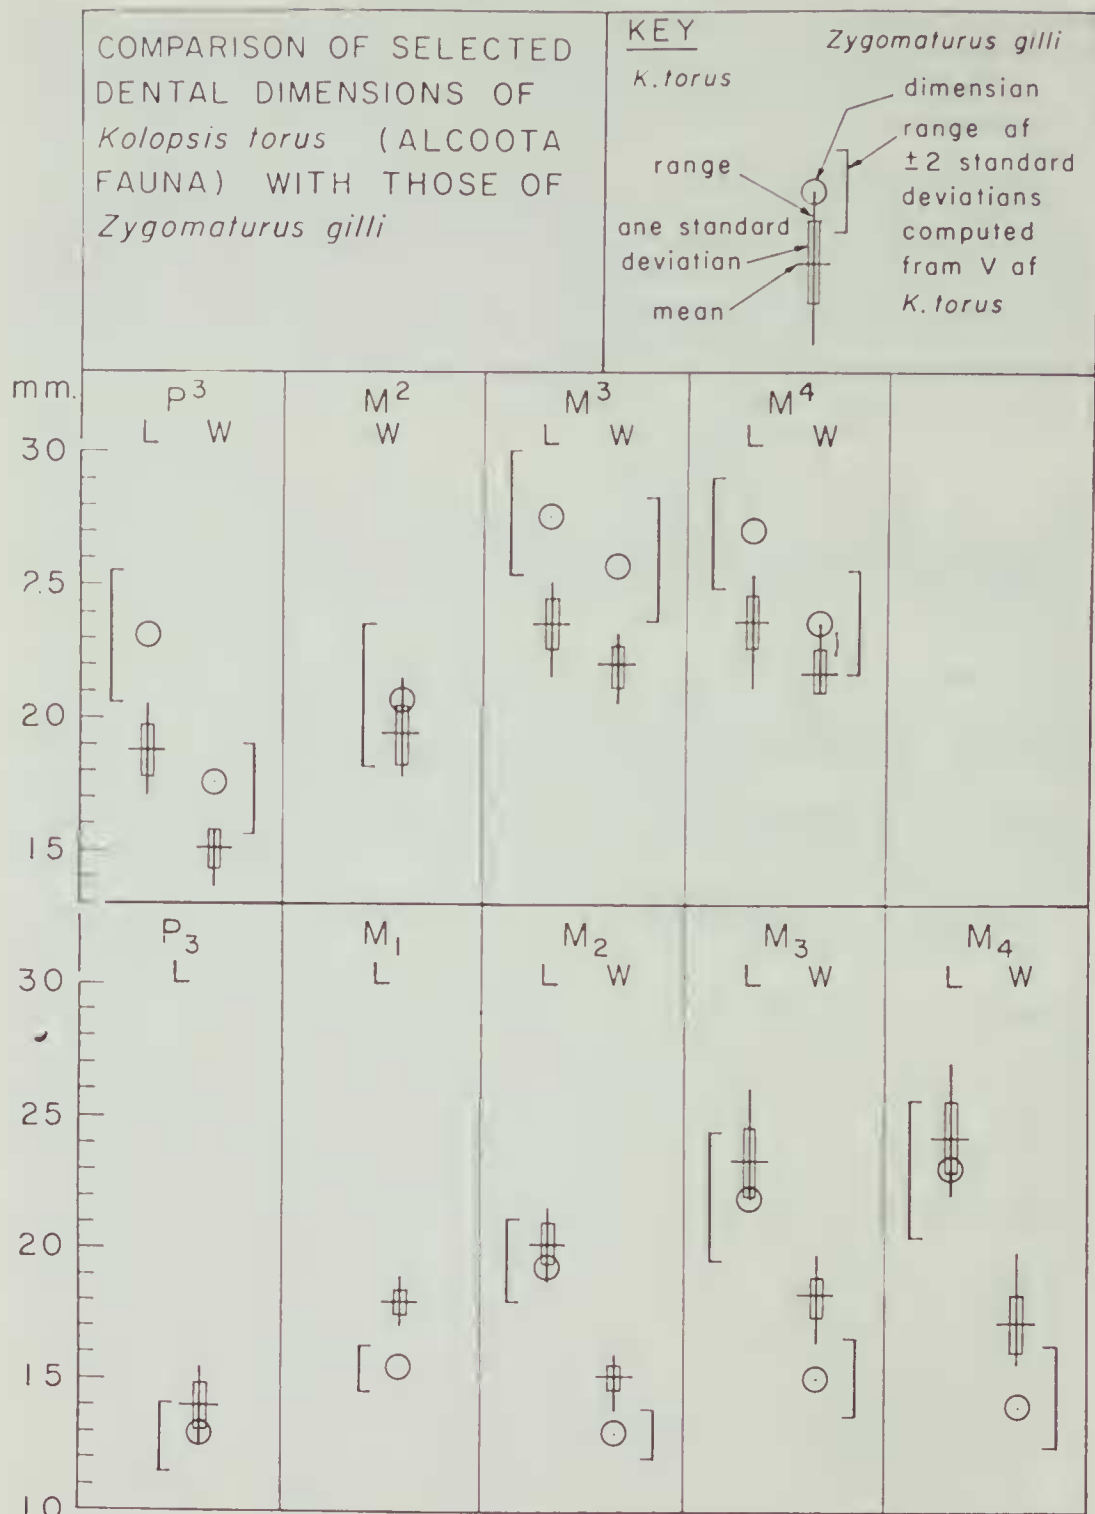 COMPARISON OF SELECTED
DENTAL DIMENSIONS OF
Kolopsis torus (ALCOOTA
FAUNA) WITH THOSE OF
Zygomaturus gilli
KEY
K. torus
Zygomaturus gilli
dimensian
range af
±2 standard
deviatians
camputed
fram V af
K. torus
range
ane standard
deviatian
mean
mm.
P³
L W
M²
W
M³
L W
M⁴
L W
30
25
20
15
P₃
L
M₁
L
M₂
L W
M₃
L W
M₄
L W
30
25
20
15
10